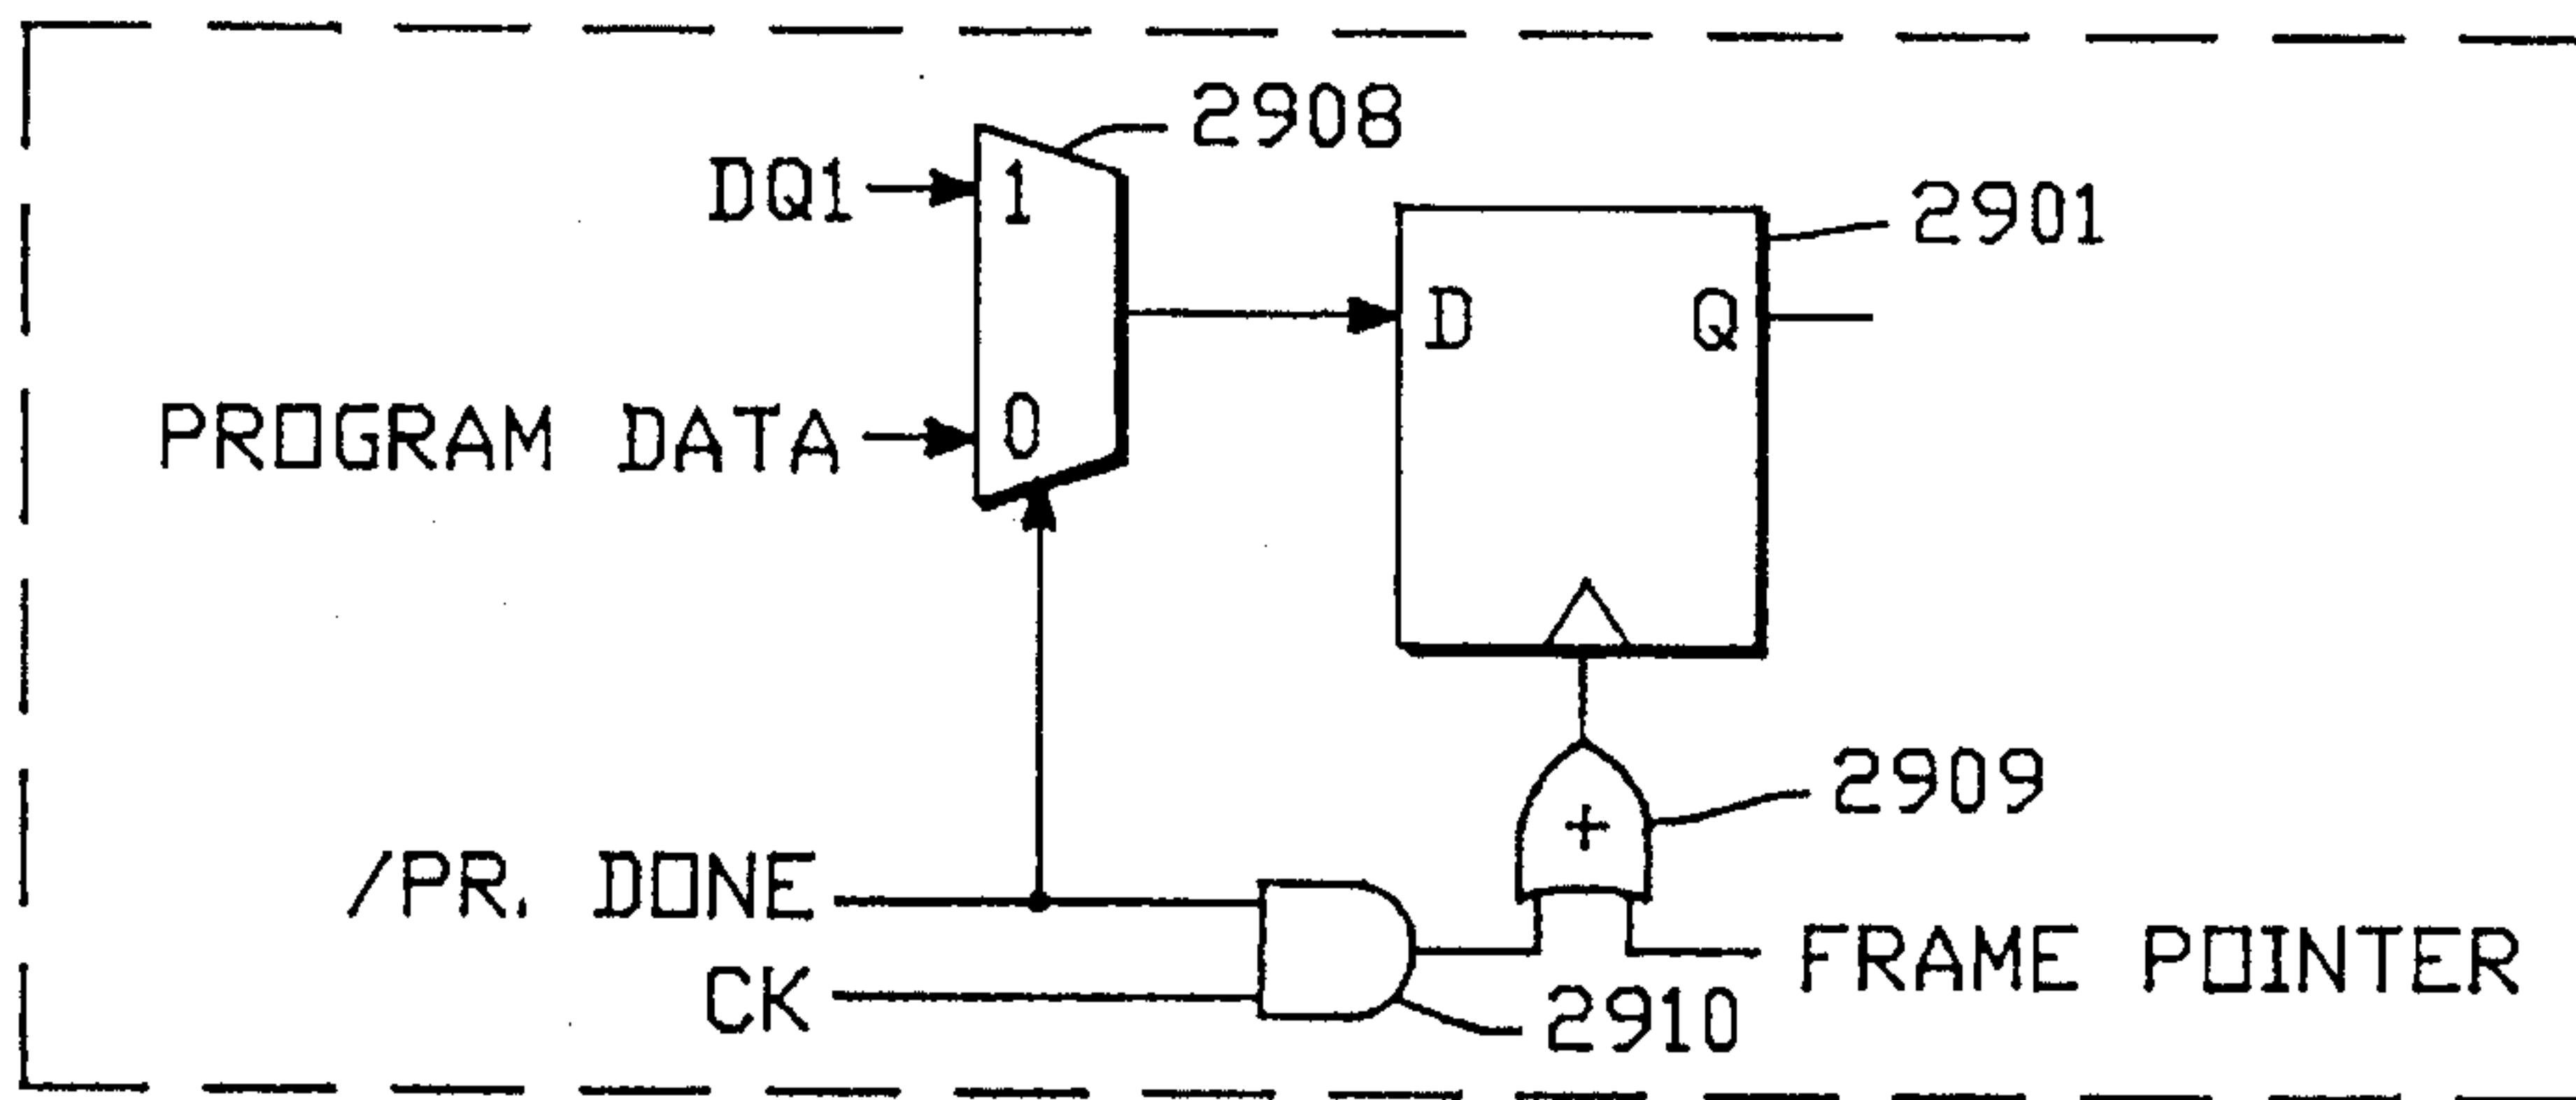 2908
DQ1
1
2901
D
Q
PROGRAM DATA
0
2909
+
/PR. DONE
FRAME POINTER
CK
2910